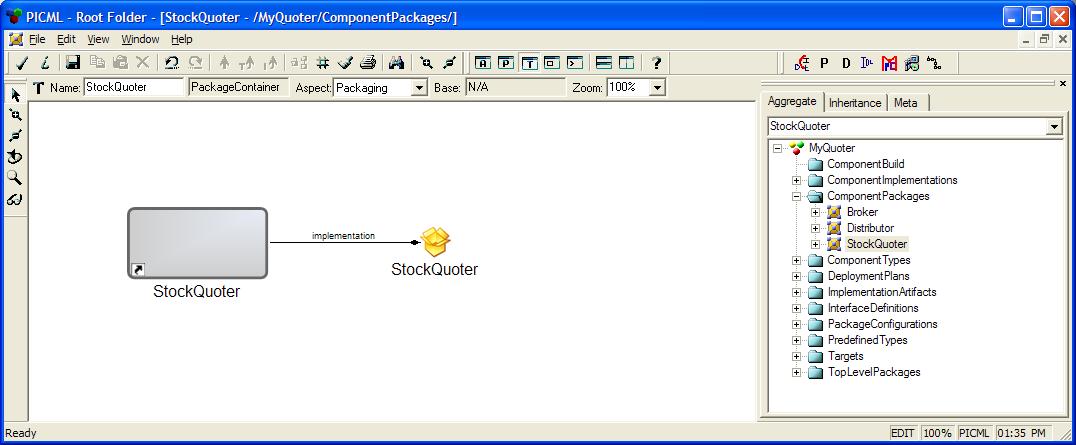 PICML - Root Folder - [StockQuoter - /MyQuoter/ComponentPackages/]
File Edit View Window Help
Name: StockQuoter PackageContainer Aspect: Packaging Base: N/A Zoom: 100%
Aggregate Inheritance Meta
StockQuoter
MyQuoter
ComponentBuild
ComponentImplementations
ComponentPackages
Broker
Distributor
StockQuoter
ComponentTypes
DeploymentPlans
ImplementationArtifacts
InterfaceDefinitions
PackageConfigurations
PredefinedTypes
Targets
TopLevelPackages
implementation
StockQuoter
StockQuoter
Ready
EDIT 100% PICML 01:35 PM